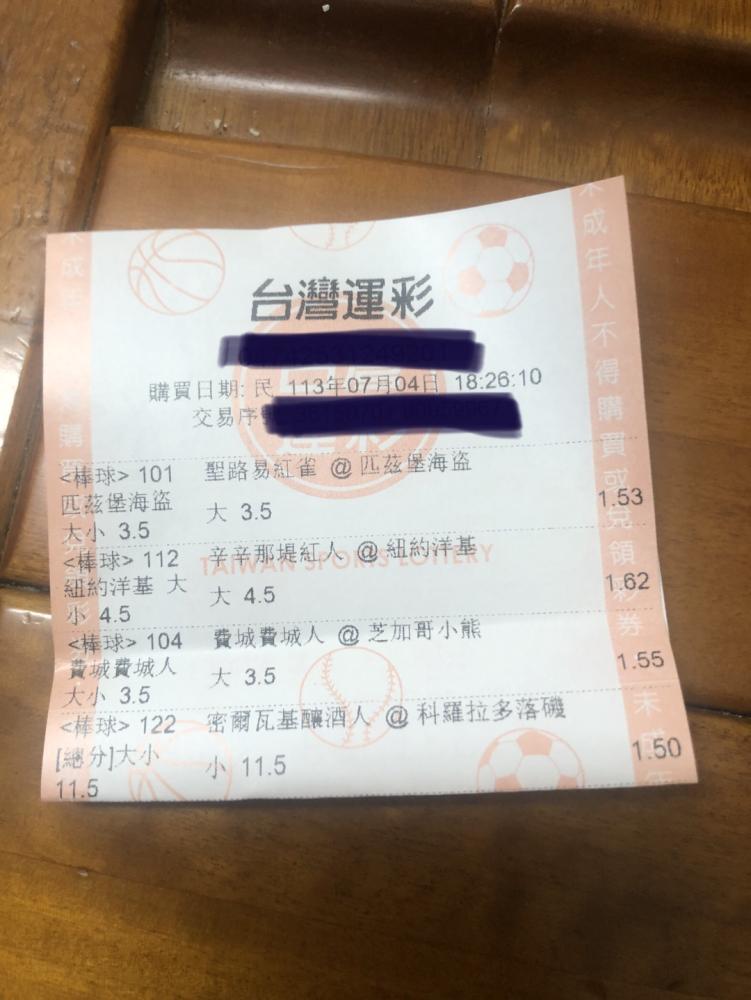 台灣運彩
購買日期: 民 113年07月04日 18:26:10
交易序
<棒球> 101 聖路易紅雀 @ 匹茲堡海盜
匹茲堡海盜
大小 3.5
大 3.5
1.53
<棒球> 112 辛辛那堤紅人 @ 紐約洋基
TAIWAN SPORTS LOTTERY
紐約洋基 大
小 4.5
大 4.5
1.62
<棒球> 104 費城費城人 @ 芝加哥小熊
費城費城人
大小 3.5
大 3.5
1.55
<棒球> 122 密爾瓦基釀酒人 @ 科羅拉多落磯
[總分]大小
11.5
小 11.5
1.50
未成年人不得購買或兌領彩券